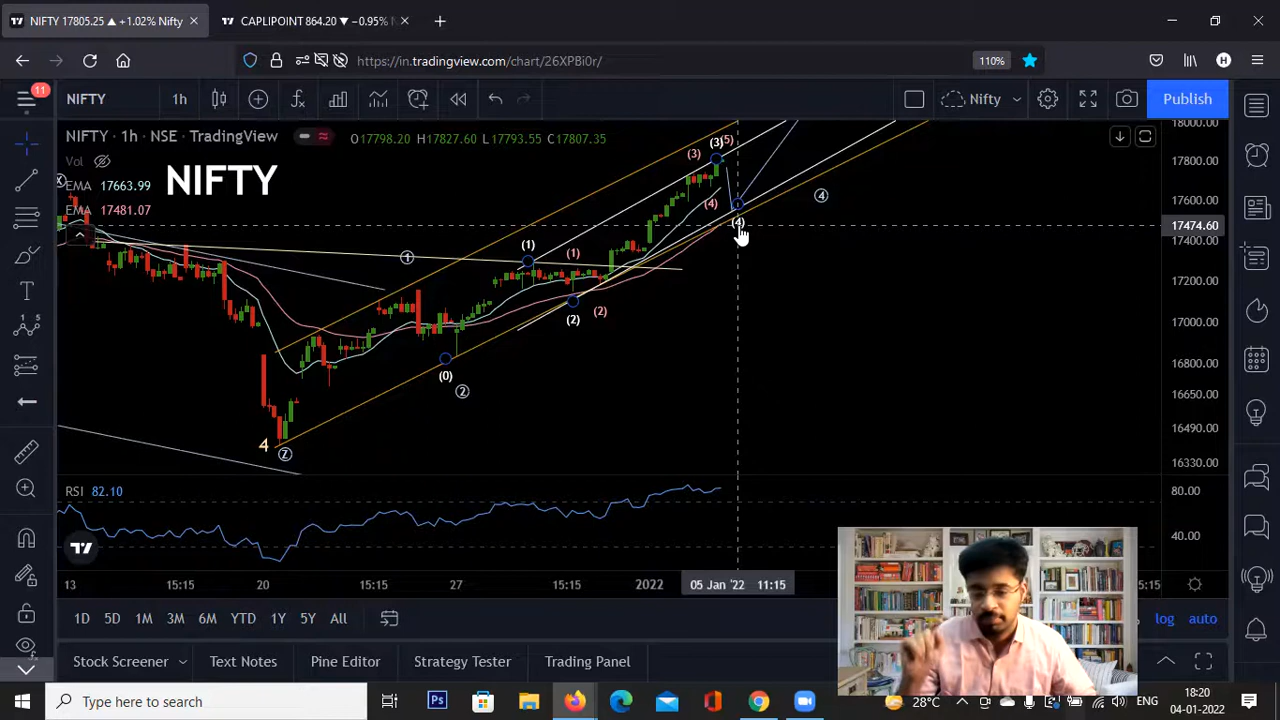 NIFTY 17805.25 ▲ +1.02% Nifty
CAPLIPOINT 864.20 ▼ −0.95%
https://in.tradingview.com/chart/26XPBi0r/
110%
H
11
NIFTY
1h
Nifty
Publish
NIFTY · 1h · NSE · TradingView
O17798.20 H17827.60 L17793.55 C17807.35
Vol
NIFTY
EMA 17663.99
EMA 17481.07
18000.00
17800.00
17600.00
17474.60
17400.00
17200.00
17000.00
16800.00
16650.00
16490.00
16330.00
(3)
(3)
(5)
(4)
(4)
4
(1)
(1)
1
(2)
(2)
(0)
2
4
Z
RSI 82.10
80.00
40.00
13
15:15
20
15:15
27
15:15
2022
05 Jan '22 11:15
15:15
1D
5D
1M
3M
6M
YTD
1Y
5Y
All
log
auto
Stock Screener
Text Notes
Pine Editor
Strategy Tester
Trading Panel
Type here to search
Ps
28°C
ENG
18:20
04-01-2022